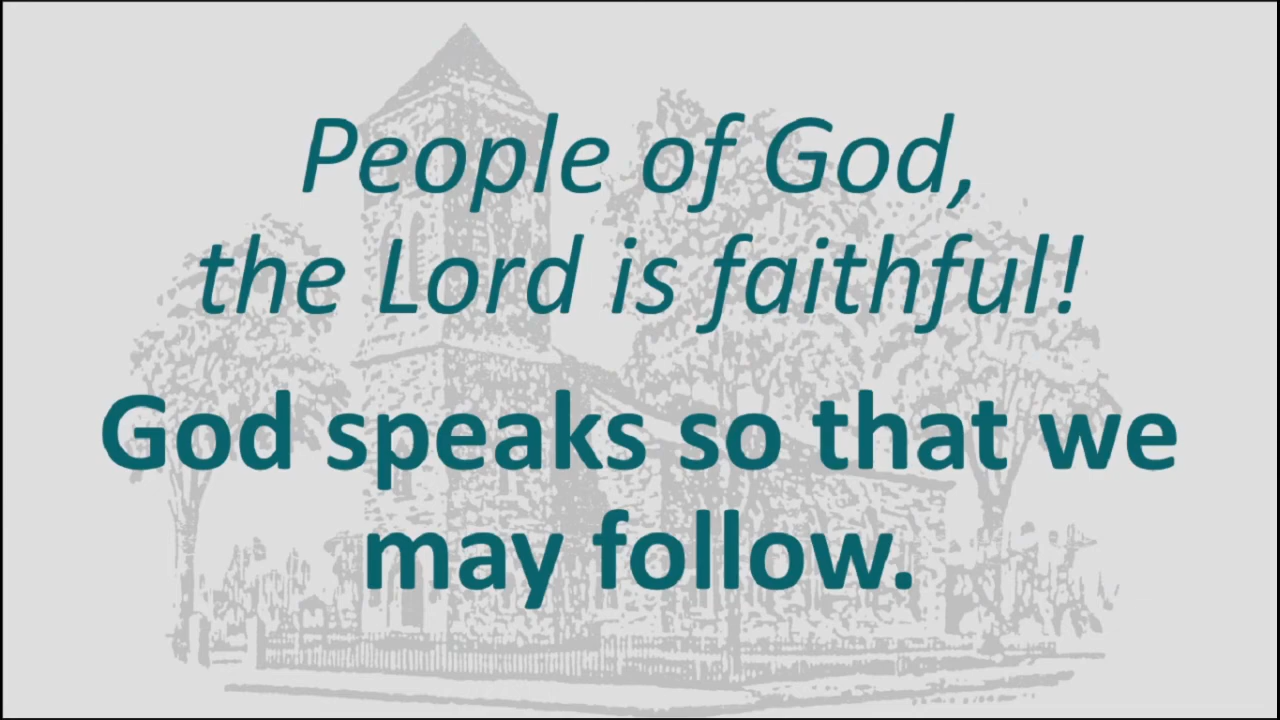 People of God,
the Lord is faithful!
God speaks so that we
may follow.